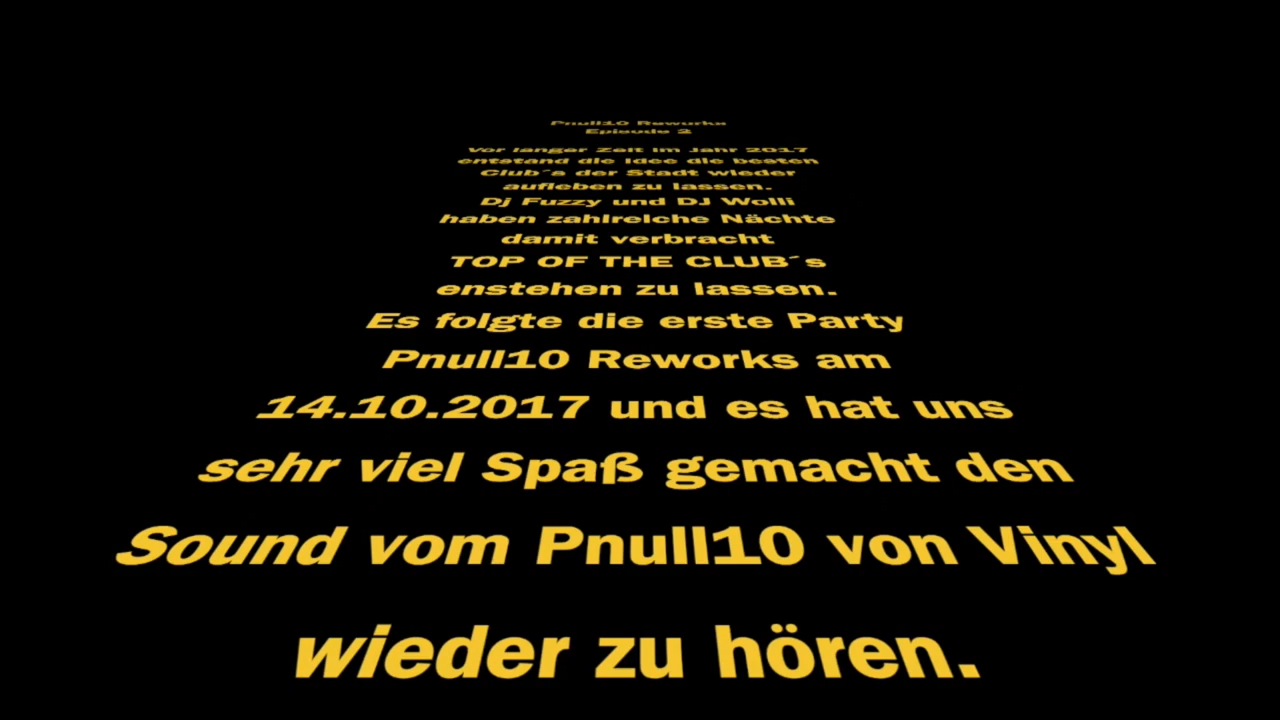 Pnull10 Reworks
Episode 2
Vor langer Zeit im Jahr 2017
entstand die Idee die besten
Club´s der Stadt wieder
aufleben zu lassen.
Dj Fuzzy und DJ Wolli
haben zahlreiche Nächte
damit verbracht
TOP OF THE CLUB´s
enstehen zu lassen.
Es folgte die erste Party
Pnull10 Reworks am
14.10.2017 und es hat uns
sehr viel Spaß gemacht den
Sound vom Pnull10 von Vinyl
wieder zu hören.